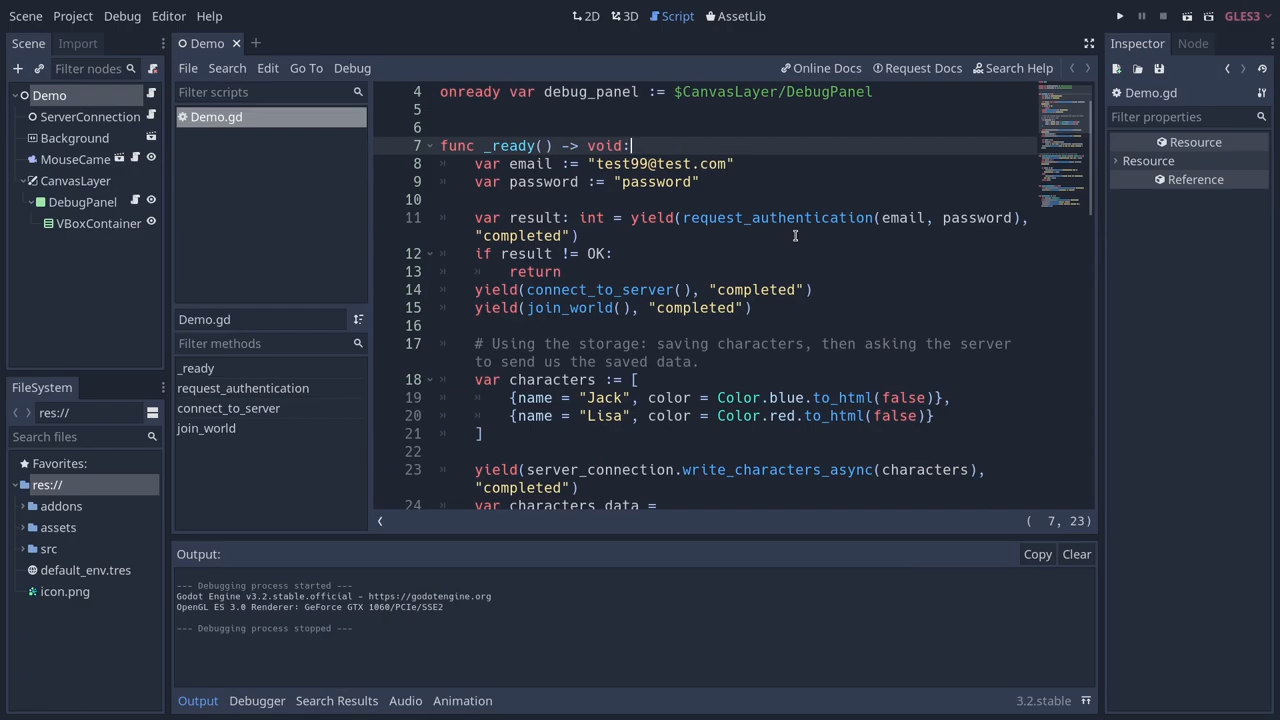 Scene Project Debug Editor Help
2D 3D Script AssetLib
GLES3
Scene Import
Filter nodes
Demo
ServerConnection
Background
MouseCame
CanvasLayer
DebugPanel
VBoxContainer
FileSystem
res://
Search files
Favorites:
res://
addons
assets
src
default_env.tres
icon.png
Demo
File Search Edit Go To Debug
Online Docs Request Docs Search Help
Filter scripts
Demo.gd
Demo.gd
Filter methods
_ready
request_authentication
connect_to_server
join_world
4 onready var debug_panel := $CanvasLayer/DebugPanel
5
6
7 func _ready() -> void:
8 var email := "test99@test.com"
9 var password := "password"
10
11 var result: int = yield(request_authentication(email, password),
"completed")
12 if result != OK:
13 return
14 yield(connect_to_server(), "completed")
15 yield(join_world(), "completed")
16
17 # Using the storage: saving characters, then asking the server
to send us the saved data.
18 var characters := [
19 {name = "Jack", color = Color.blue.to_html(false)},
20 {name = "Lisa", color = Color.red.to_html(false)}
21 ]
22
23 yield(server_connection.write_characters_async(characters),
"completed")
24 var characters_data =
( 7, 23)
Output:
Copy Clear
--- Debugging process started ---
Godot Engine v3.2.stable.official - https://godotengine.org
OpenGL ES 3.0 Renderer: GeForce GTX 1060/PCIe/SSE2
--- Debugging process stopped ---
Output Debugger Search Results Audio Animation
3.2.stable
Inspector Node
Demo.gd
Filter properties
Resource
Resource
Reference